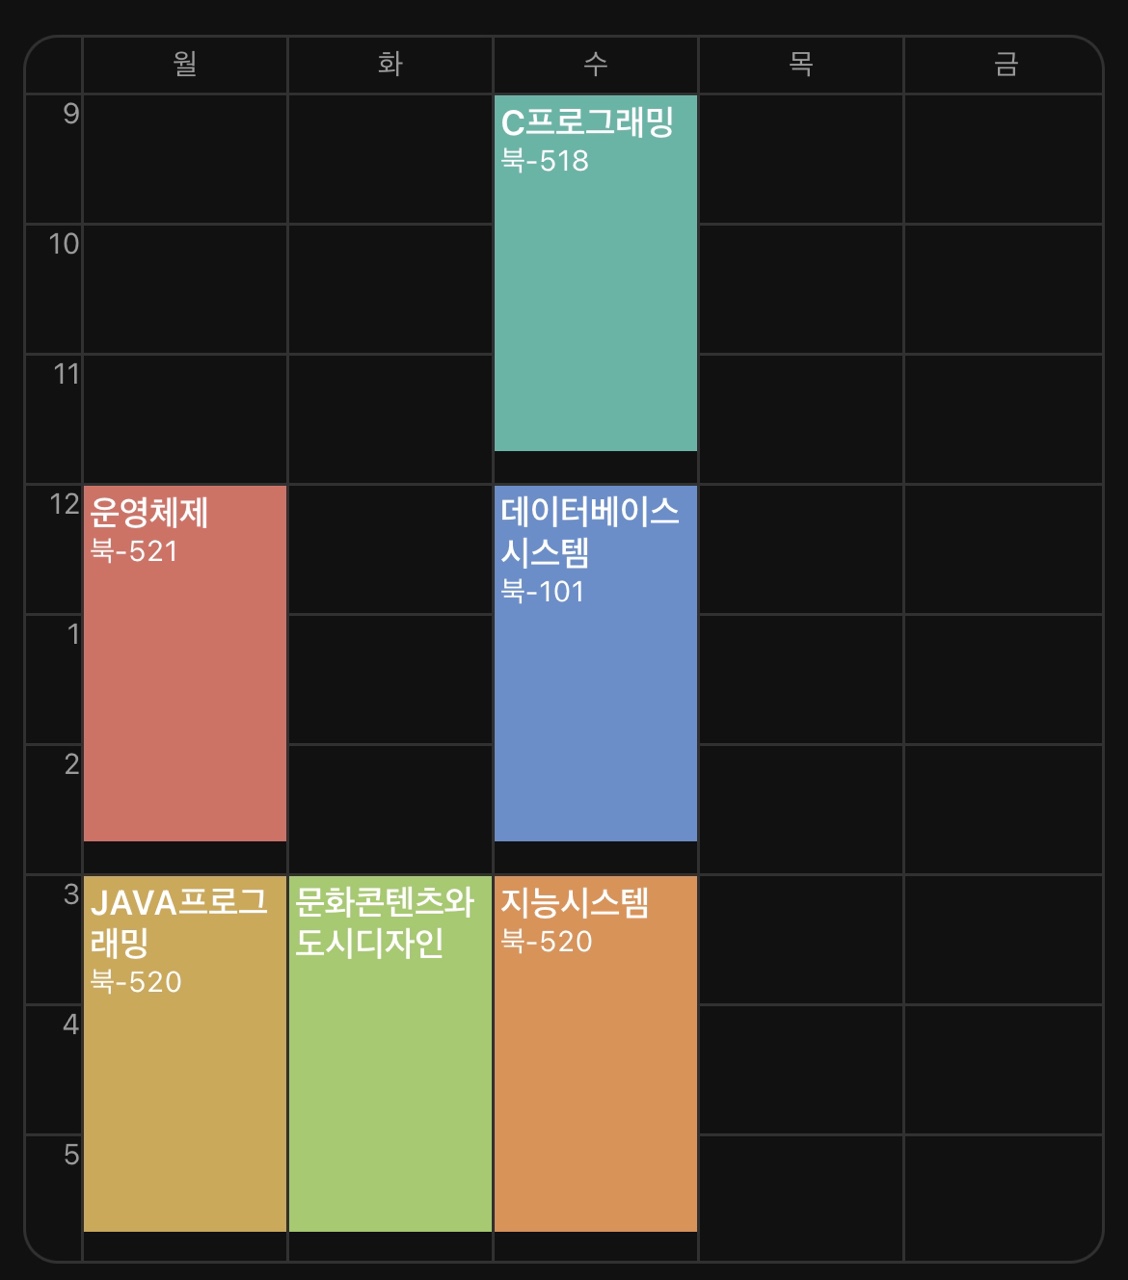 월 화 수 목 금
9
C프로그래밍
북-518
10
11
12
운영체제
북-521
데이터베이스
시스템
북-101
1
2
3
JAVA프로그
래밍
북-520
문화콘텐츠와
도시디자인
지능시스템
북-520
4
5